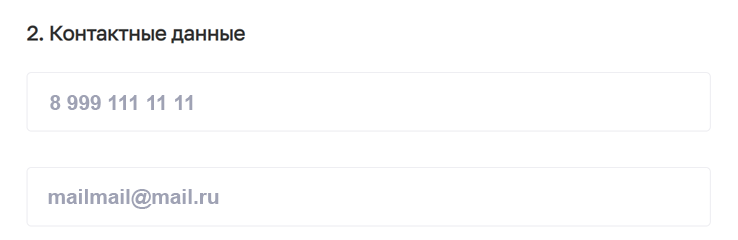 2. Контактные данные
8 999 111 11 11
mailmail@mail.ru